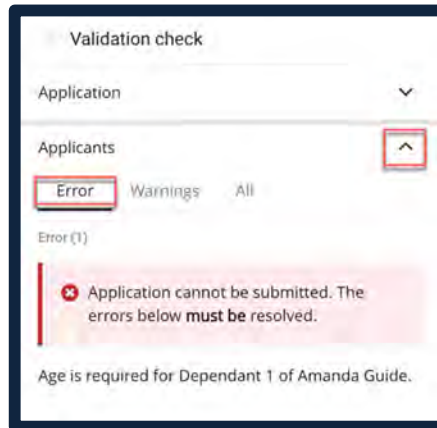 Validation check
Application
Applicants
Error Warnings All
Error (1)
Application cannot be submitted. The
errors below must be resolved.
Age is required for Dependant 1 of Amanda Guide.